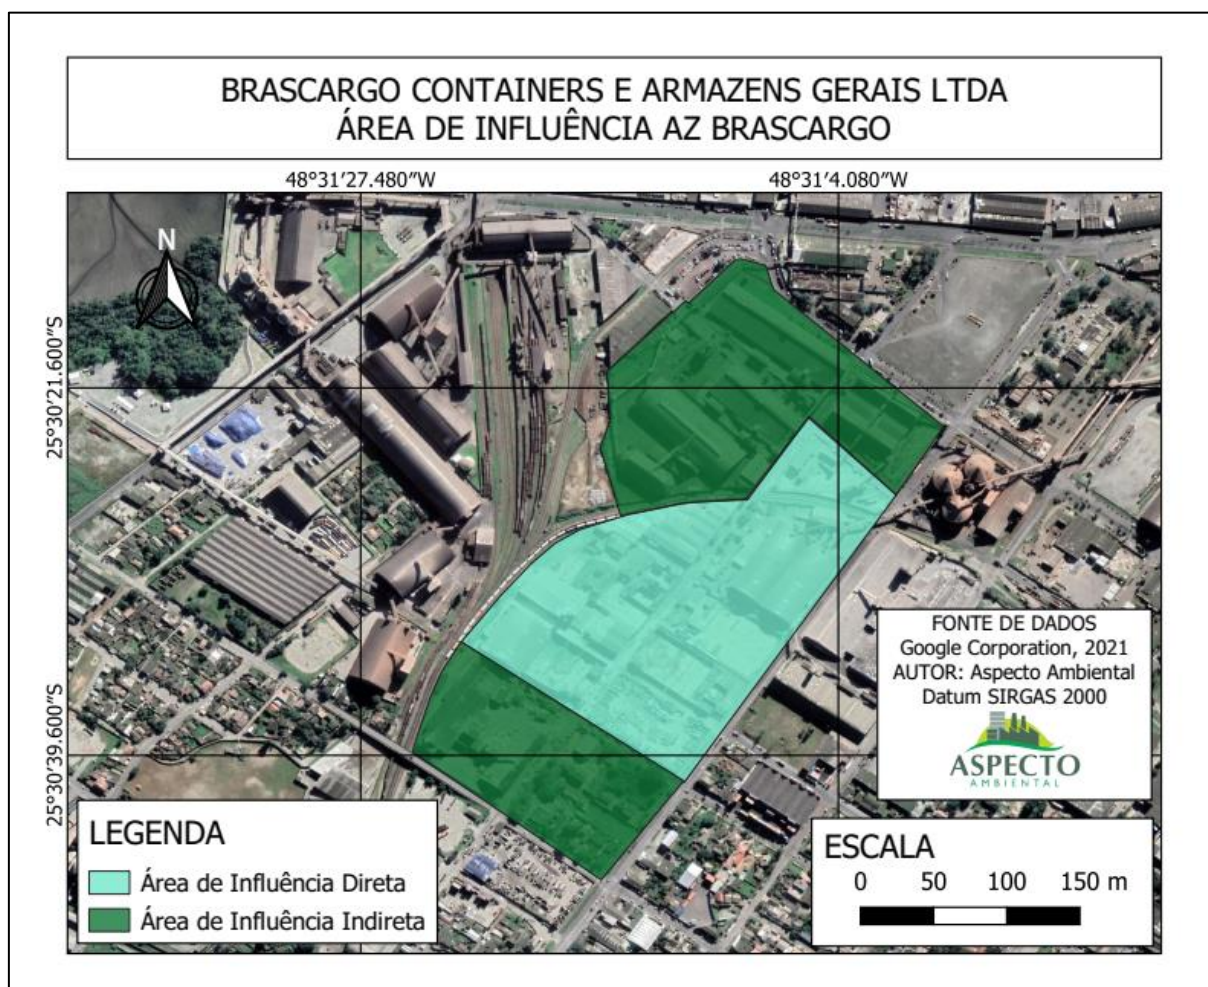 BRASCARGO CONTAINERS E ARMAZENS GERAIS LTDA
ÁREA DE INFLUÊNCIA AZ BRASCARGO
48°31′27.480″W 48°31′4.080″W
N
25°30′21.600″S
25°30′39.600″S
FONTE DE DADOS
Google Corporation, 2021
AUTOR: Aspecto Ambiental
Datum SIRGAS 2000
ASPECTO
AMBIENTAL
LEGENDA
Área de Influência Direta
Área de Influência Indireta
ESCALA
0 50 100 150 m